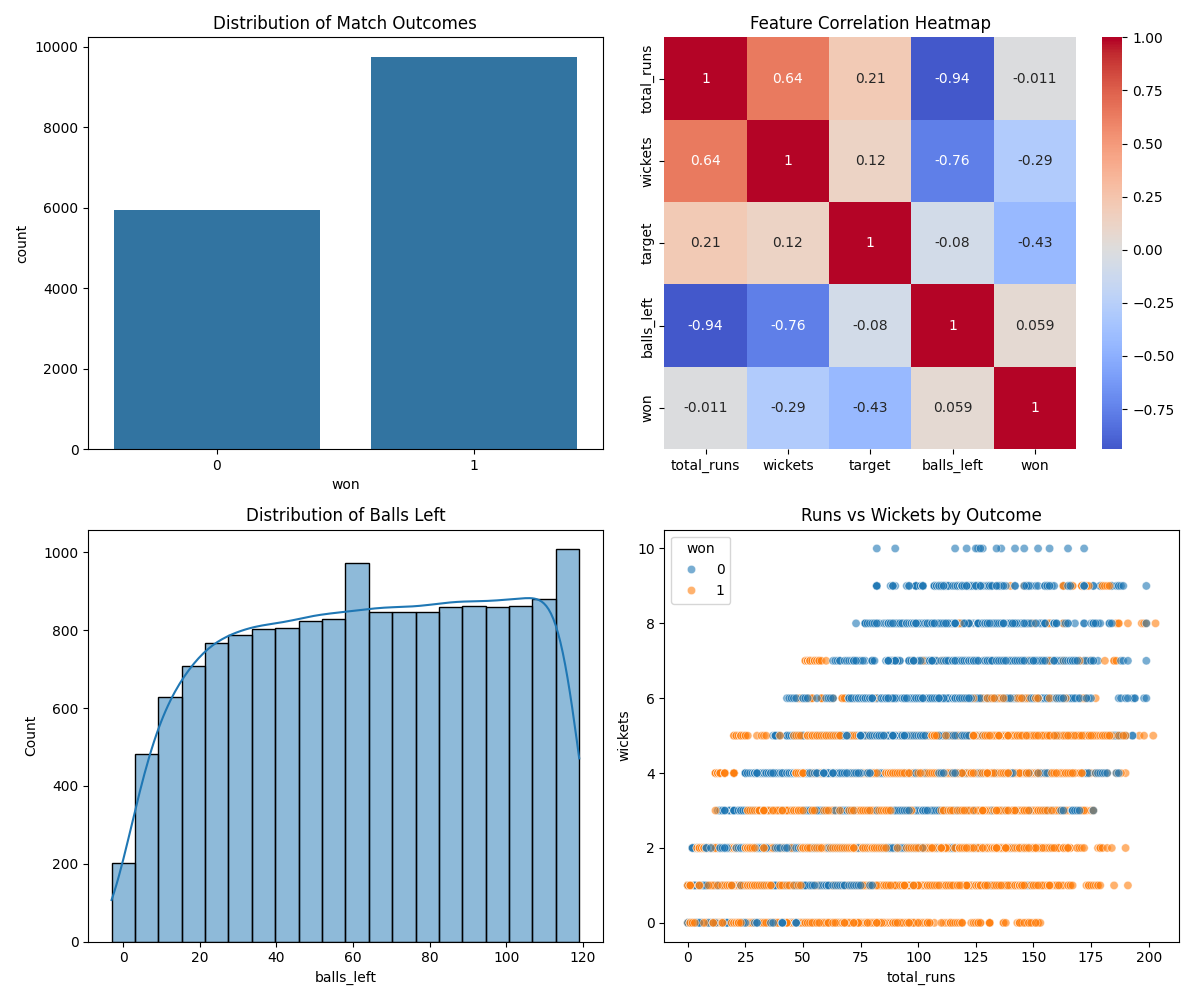 Distribution of Match Outcomes
10000
8000
6000
4000
2000
0
count
0 1
won
Feature Correlation Heatmap
total_runs 1 0.64 0.21 -0.94 -0.011
wickets 0.64 1 0.12 -0.76 -0.29
target 0.21 0.12 1 -0.08 -0.43
balls_left -0.94 -0.76 -0.08 1 0.059
won -0.011 -0.29 -0.43 0.059 1
total_runs wickets target balls_left won
1.00
0.75
0.50
0.25
0.00
−0.25
−0.50
−0.75
Distribution of Balls Left
1000
800
600
400
200
0
Count
0 20 40 60 80 100 120
balls_left
Runs vs Wickets by Outcome
won
0
1
10
8
6
4
2
0
wickets
0 25 50 75 100 125 150 175 200
total_runs